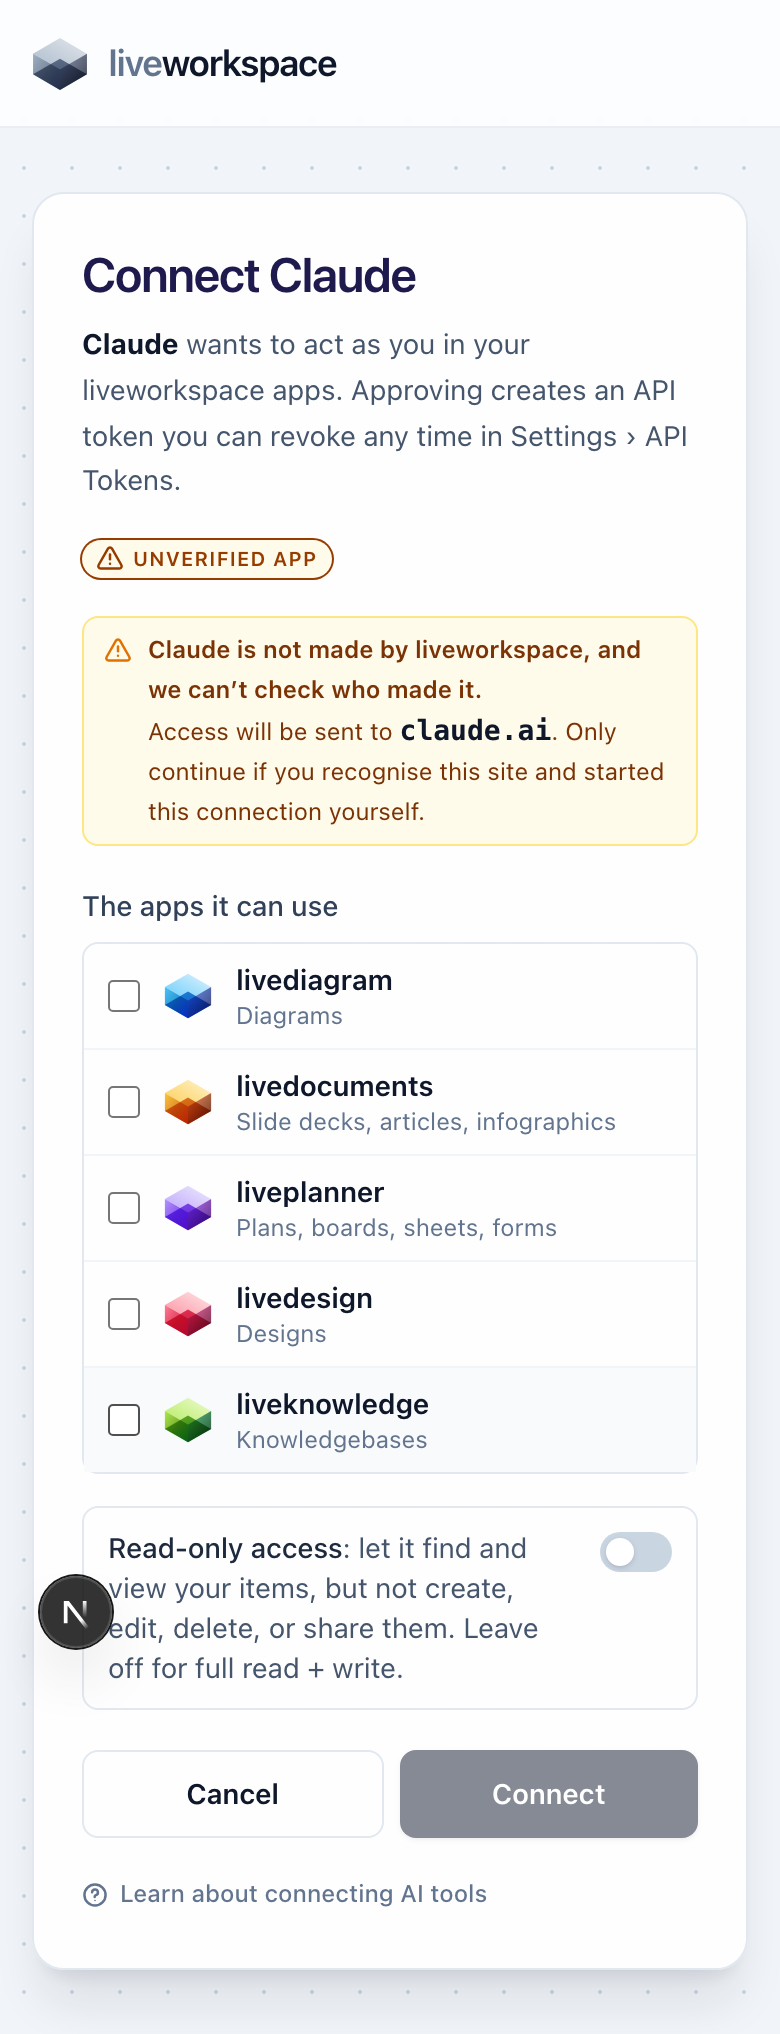 liveworkspace
Connect Claude
Claude wants to act as you in your
liveworkspace apps. Approving creates an API
token you can revoke any time in Settings › API
Tokens.
UNVERIFIED APP
Claude is not made by liveworkspace, and
we can’t check who made it.
Access will be sent to claude.ai. Only
continue if you recognise this site and started
this connection yourself.
The apps it can use
livediagram
Diagrams
livedocuments
Slide decks, articles, infographics
liveplanner
Plans, boards, sheets, forms
livedesign
Designs
liveknowledge
Knowledgebases
Read-only access: let it find and
view your items, but not create,
edit, delete, or share them. Leave
off for full read + write.
N
Cancel
Connect
Learn about connecting AI tools